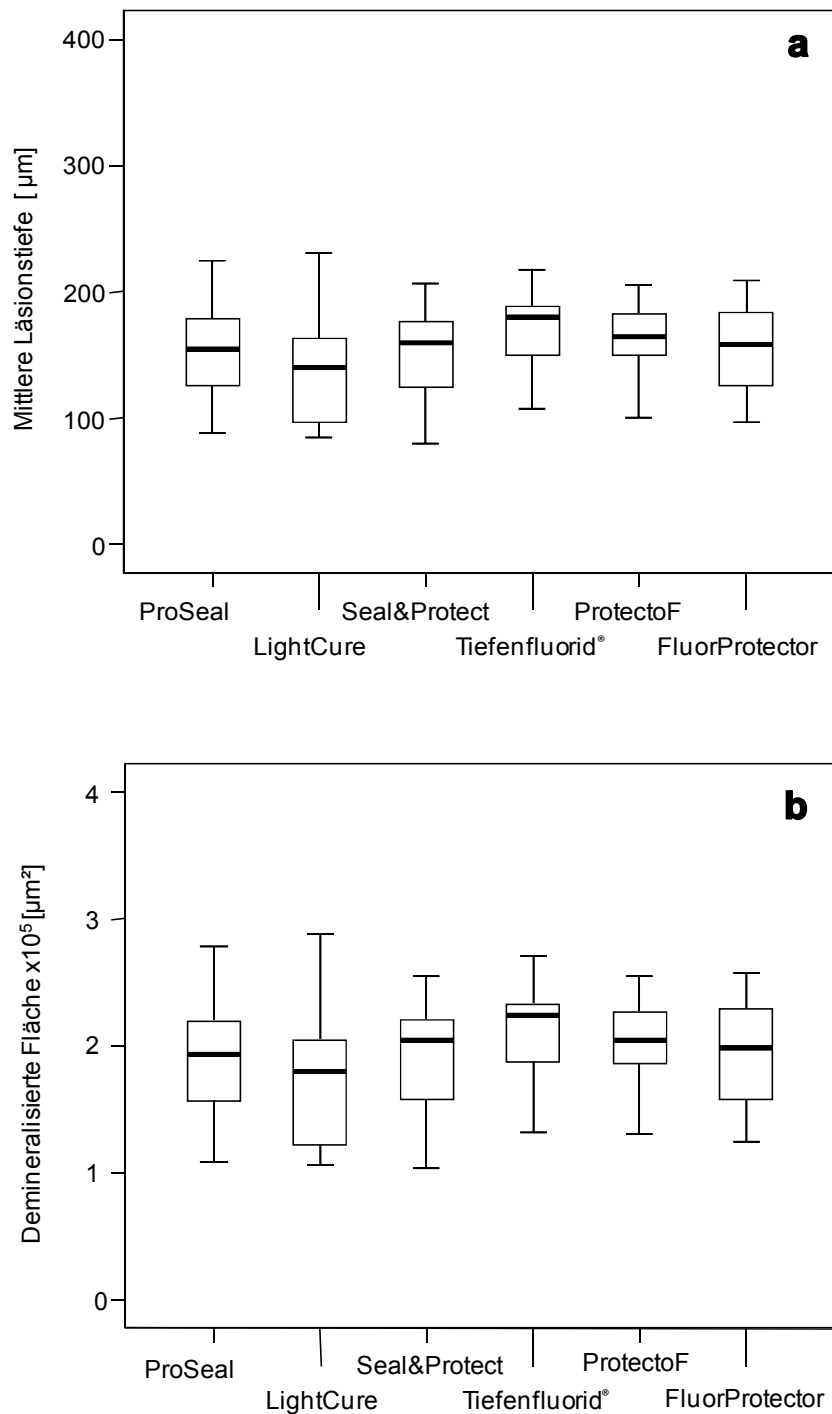 a
Mittlere Läsionstiefe [ µm]
400
300
200
100
0
ProSeal
LightCure
Seal&Protect
Tiefenfluorid®
ProtectoF
FluorProtector
b
Demineralisierte Fläche x10⁵ [µm²]
4
3
2
1
0
ProSeal
LightCure
Seal&Protect
Tiefenfluorid®
ProtectoF
FluorProtector